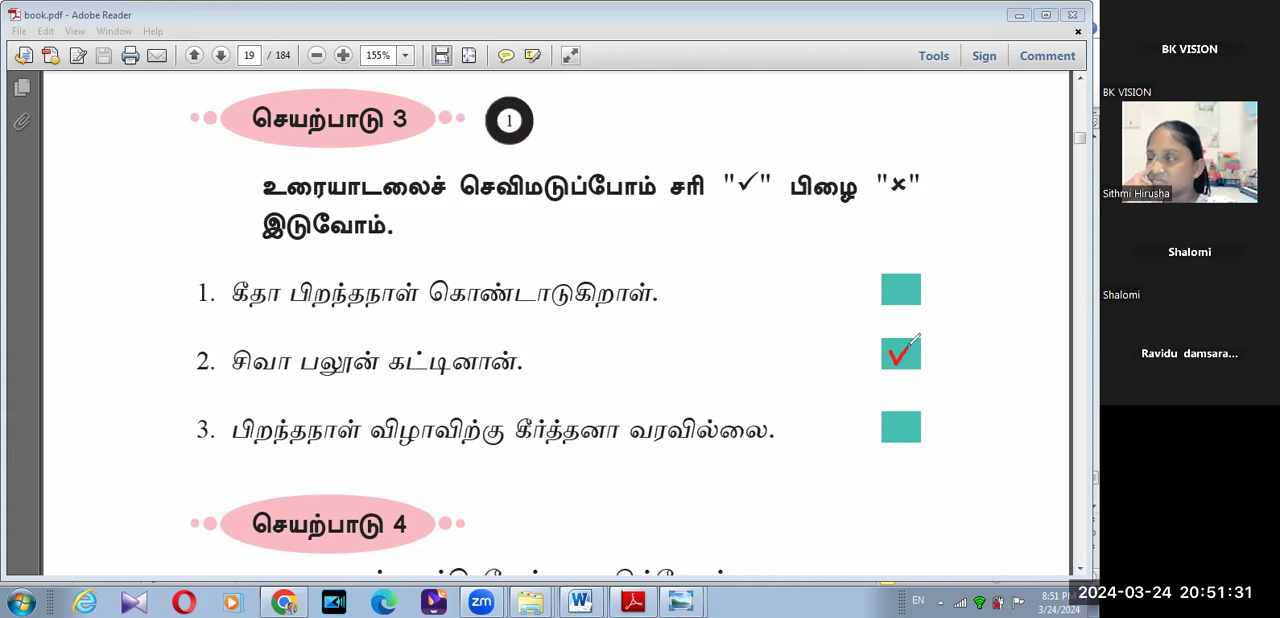 book.pdf - Adobe Reader
File Edit View Window Help
19 / 184 155% Tools Sign Comment
செயற்பாடு 3 1
உரையாடலைச் செவிமடுப்போம் சரி "✓" பிழை "×"
இடுவோம்.
1. கீதா பிறந்தநாள் கொண்டாடுகிறாள்.
2. சிவா பலூன் கட்டினான். ✓
3. பிறந்தநாள் விழாவிற்கு கீர்த்தனா வரவில்லை.
செயற்பாடு 4
BK VISION
BK VISION
Sithmi Hirusha
Shalomi
Shalomi
Ravidu damsara...
EN 8:51 PM
3/24/2024
2024-03-24 20:51:31